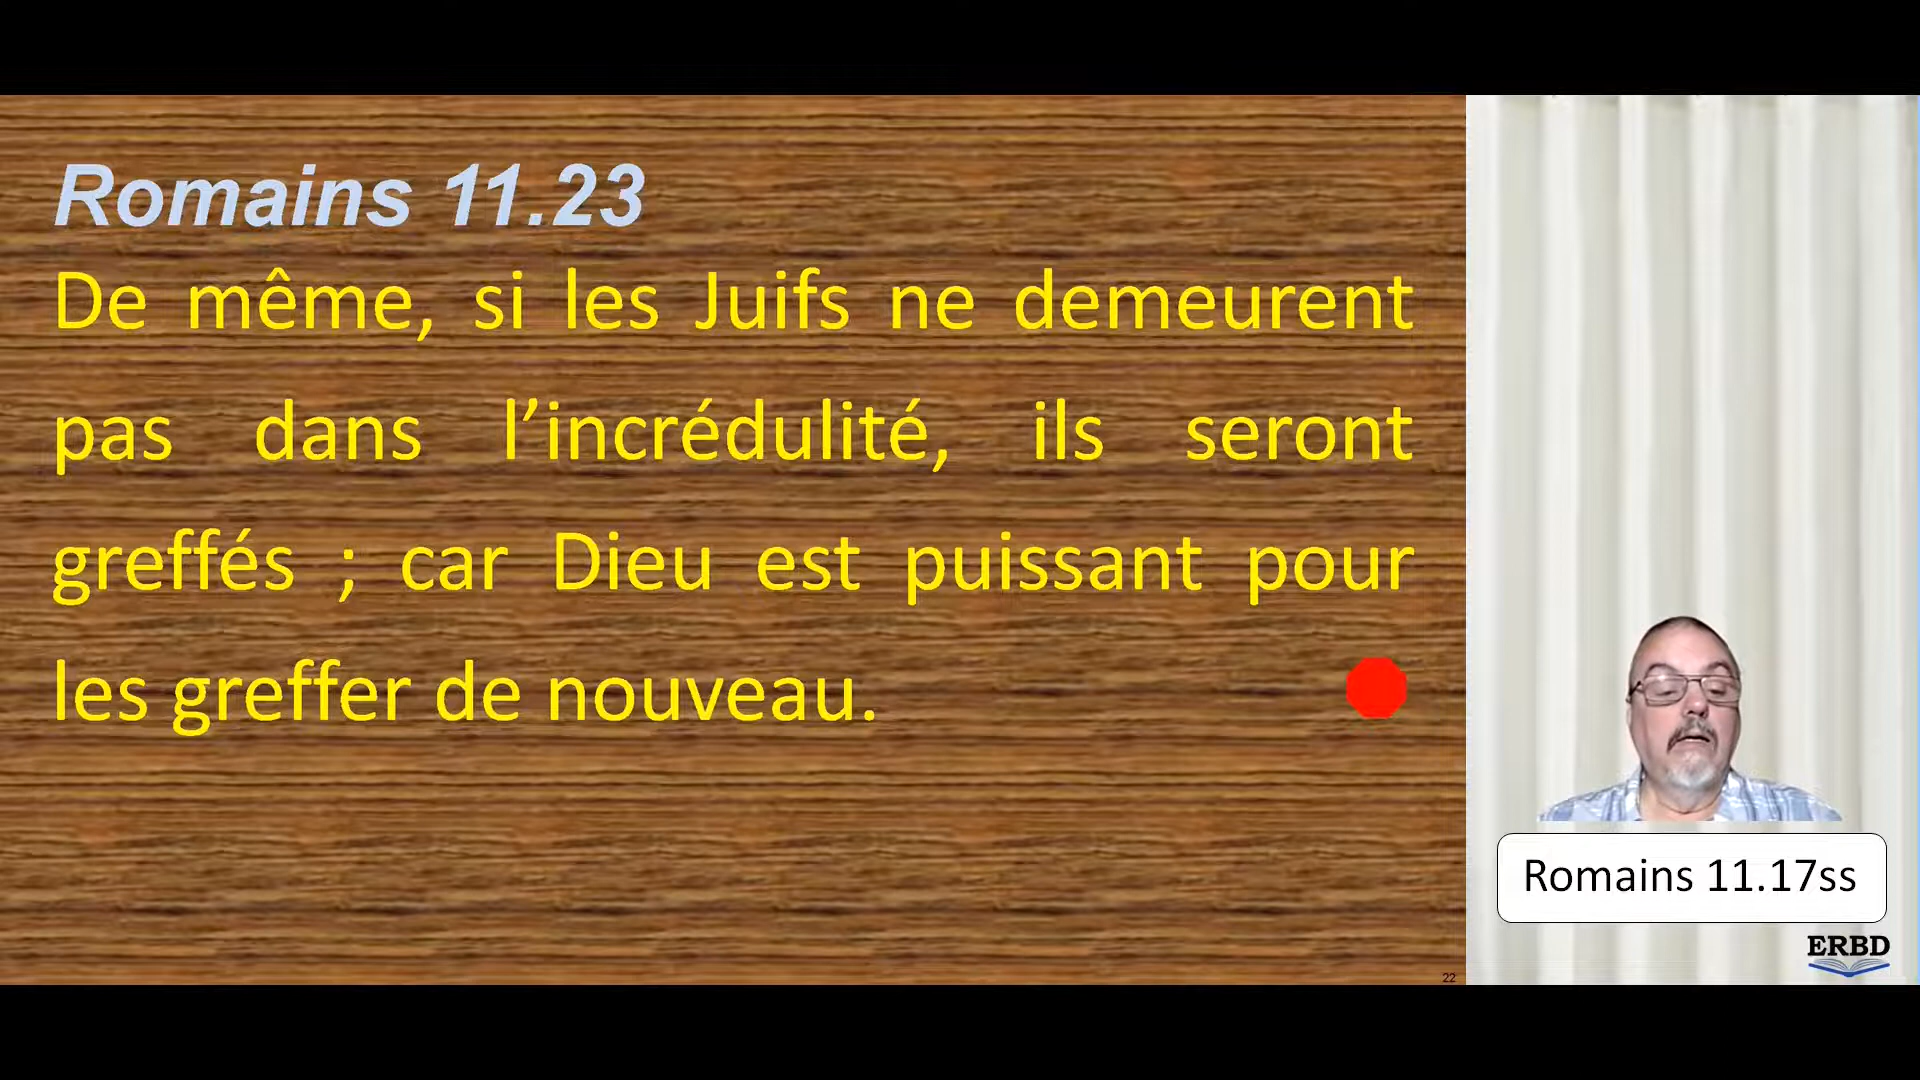 Romains 11.23
De même, si les Juifs ne demeurent
pas dans l’incrédulité, ils seront
greffés ; car Dieu est puissant pour
les greffer de nouveau.
Romains 11.17ss
ERBD
22